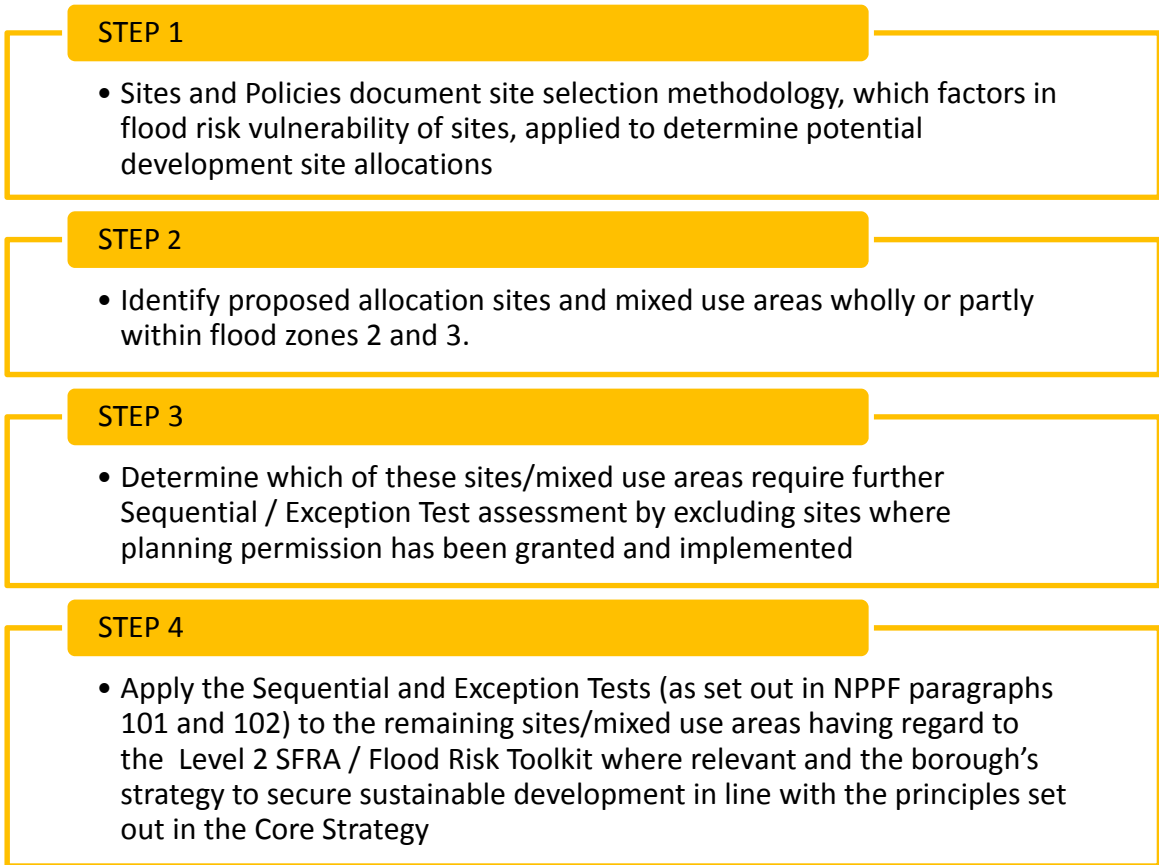 STEP 1
• Sites and Policies document site selection methodology, which factors in
flood risk vulnerability of sites, applied to determine potential
development site allocations
STEP 2
• Identify proposed allocation sites and mixed use areas wholly or partly
within flood zones 2 and 3.
STEP 3
• Determine which of these sites/mixed use areas require further
Sequential / Exception Test assessment by excluding sites where
planning permission has been granted and implemented
STEP 4
• Apply the Sequential and Exception Tests (as set out in NPPF paragraphs
101 and 102) to the remaining sites/mixed use areas having regard to
the Level 2 SFRA / Flood Risk Toolkit where relevant and the borough’s
strategy to secure sustainable development in line with the principles set
out in the Core Strategy